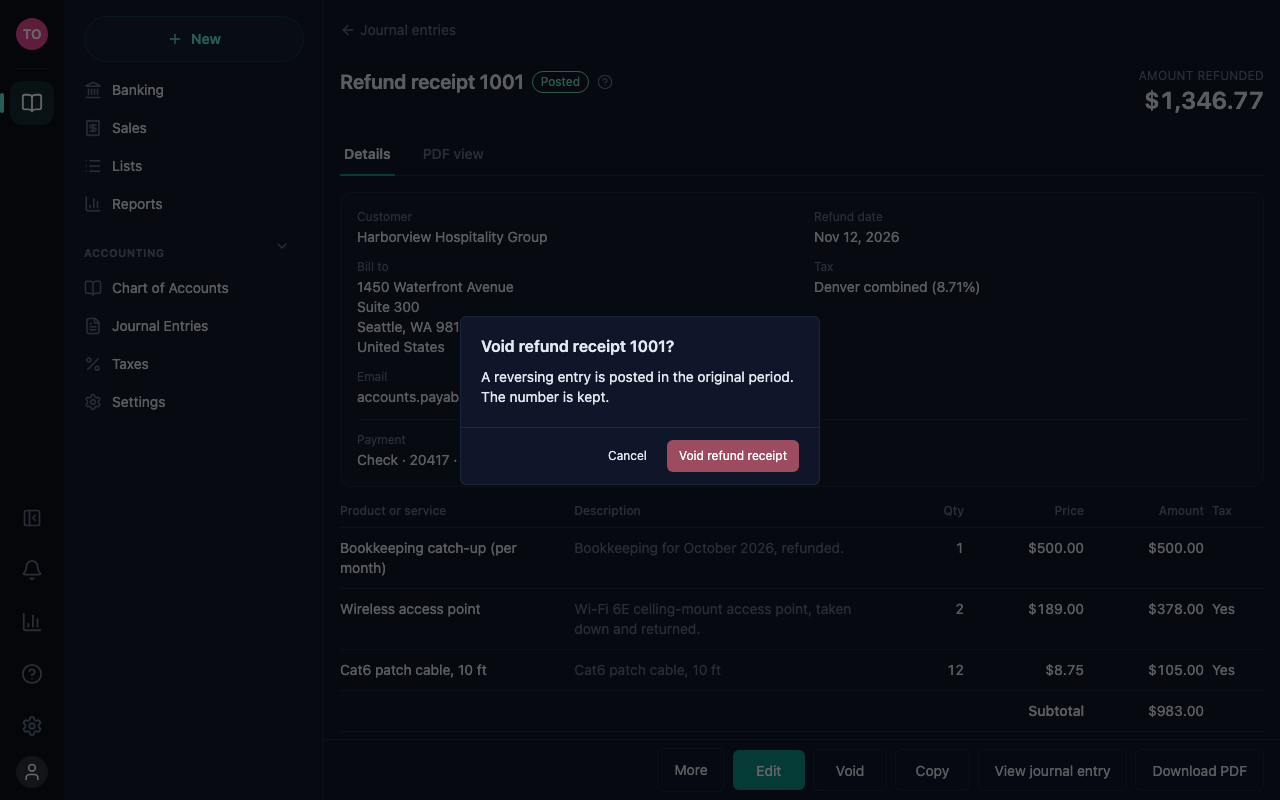 TO
New
Banking
Sales
Lists
Reports
ACCOUNTING
Chart of Accounts
Journal Entries
Taxes
Settings
Journal entries
Refund receipt 1001
Posted
AMOUNT REFUNDED
$1,346.77
Details
PDF view
Customer
Harborview Hospitality Group
Refund date
Nov 12, 2026
Bill to
1450 Waterfront Avenue
Suite 300
Seattle, WA 981
United States
Tax
Denver combined (8.71%)
Email
accounts.payab
Payment
Check · 20417 ·
Void refund receipt 1001?
A reversing entry is posted in the original period.
The number is kept.
Cancel
Void refund receipt
Product or service Description Qty Price Amount Tax
Bookkeeping catch-up (per
month)
Bookkeeping for October 2026, refunded.
1 $500.00 $500.00
Wireless access point
Wi-Fi 6E ceiling-mount access point, taken
down and returned.
2 $189.00 $378.00 Yes
Cat6 patch cable, 10 ft Cat6 patch cable, 10 ft 12 $8.75 $105.00 Yes
Subtotal $983.00
More
Edit
Void
Copy
View journal entry
Download PDF